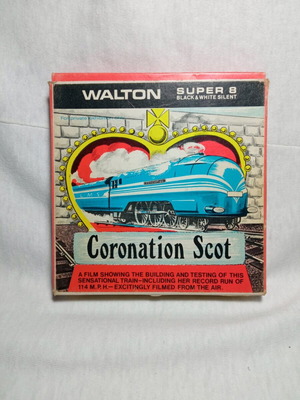 WALTON
SUPER 8
BLACK & WHITE SILENT
Coronation Scot
A FILM SHOWING THE BUILDING AND TESTING OF THIS
SENSATIONAL TRAIN—INCLUDING HER RECORD RUN OF
114 M.P.H.— EXCITINGLY FILMED FROM THE AIR.